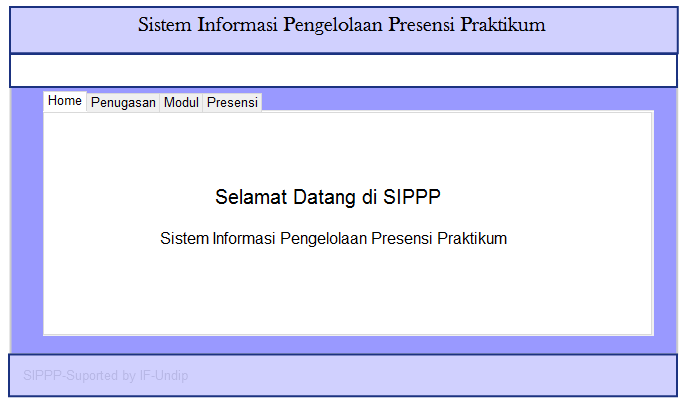 Sistem Informasi Pengelolaan Presensi Praktikum
Home Penugasan Modul Presensi
Selamat Datang di SIPPP
Sistem Informasi Pengelolaan Presensi Praktikum
SIPPP-Suported by IF-Undip